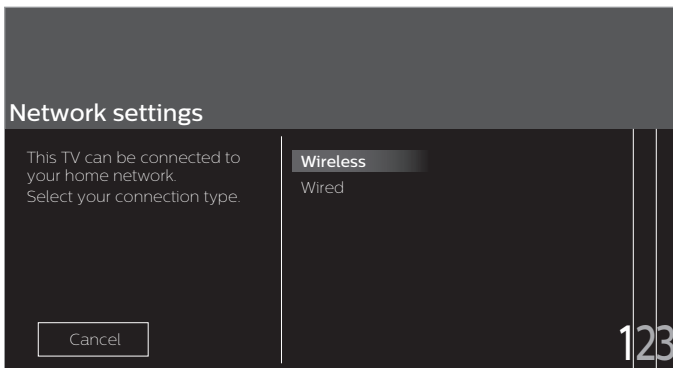 Network settings
This TV can be connected to
your home network.
Select your connection type.
Wireless
Wired
Cancel
123